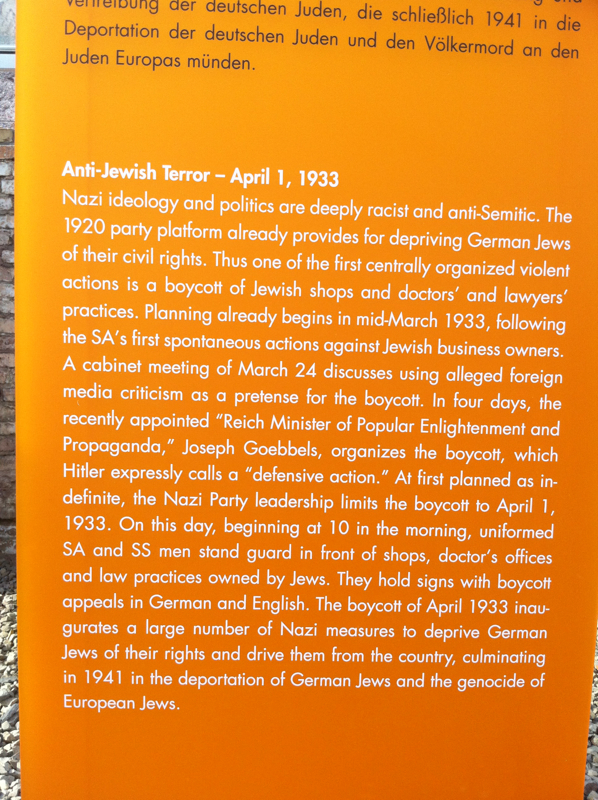 Vertreibung der deutschen Juden, die schließlich 1941 in die
Deportation der deutschen Juden und den Völkermord an den
Juden Europas münden.
Anti-Jewish Terror – April 1, 1933
Nazi ideology and politics are deeply racist and anti-Semitic. The
1920 party platform already provides for depriving German Jews
of their civil rights. Thus one of the first centrally organized violent
actions is a boycott of Jewish shops and doctors’ and lawyers’
practices. Planning already begins in mid-March 1933, following
the SA’s first spontaneous actions against Jewish business owners.
A cabinet meeting of March 24 discusses using alleged foreign
media criticism as a pretense for the boycott. In four days, the
recently appointed “Reich Minister of Popular Enlightenment and
Propaganda,” Joseph Goebbels, organizes the boycott, which
Hitler expressly calls a “defensive action.” At first planned as in-
definite, the Nazi Party leadership limits the boycott to April 1,
1933. On this day, beginning at 10 in the morning, uniformed
SA and SS men stand guard in front of shops, doctor’s offices
and law practices owned by Jews. They hold signs with boycott
appeals in German and English. The boycott of April 1933 inau-
gurates a large number of Nazi measures to deprive German
Jews of their rights and drive them from the country, culminating
in 1941 in the deportation of German Jews and the genocide of
European Jews.